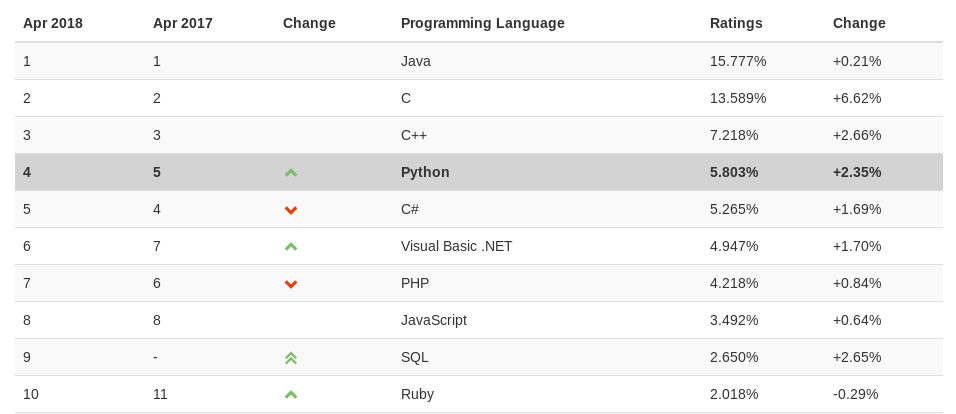 Apr 2018 Apr 2017 Change Programming Language Ratings Change
1 1 Java 15.777% +0.21%
2 2 C 13.589% +6.62%
3 3 C++ 7.218% +2.66%
4 5 Python 5.803% +2.35%
5 4 C# 5.265% +1.69%
6 7 Visual Basic .NET 4.947% +1.70%
7 6 PHP 4.218% +0.84%
8 8 JavaScript 3.492% +0.64%
9 - SQL 2.650% +2.65%
10 11 Ruby 2.018% -0.29%